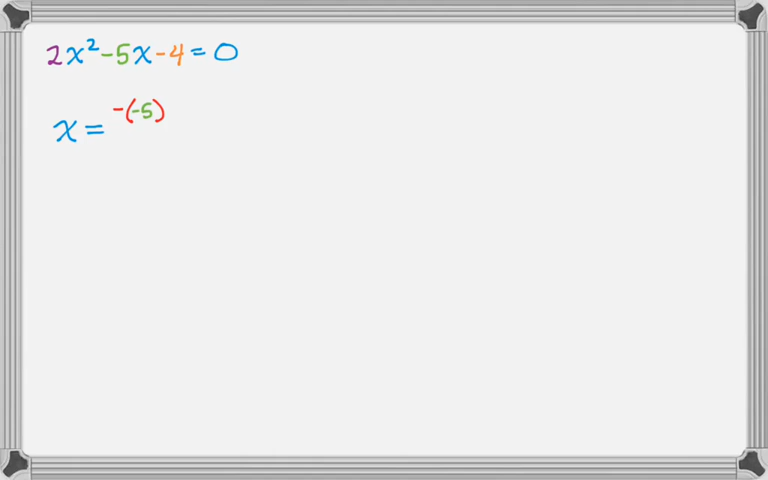 2x²-5x-4=0
x = -(-5)